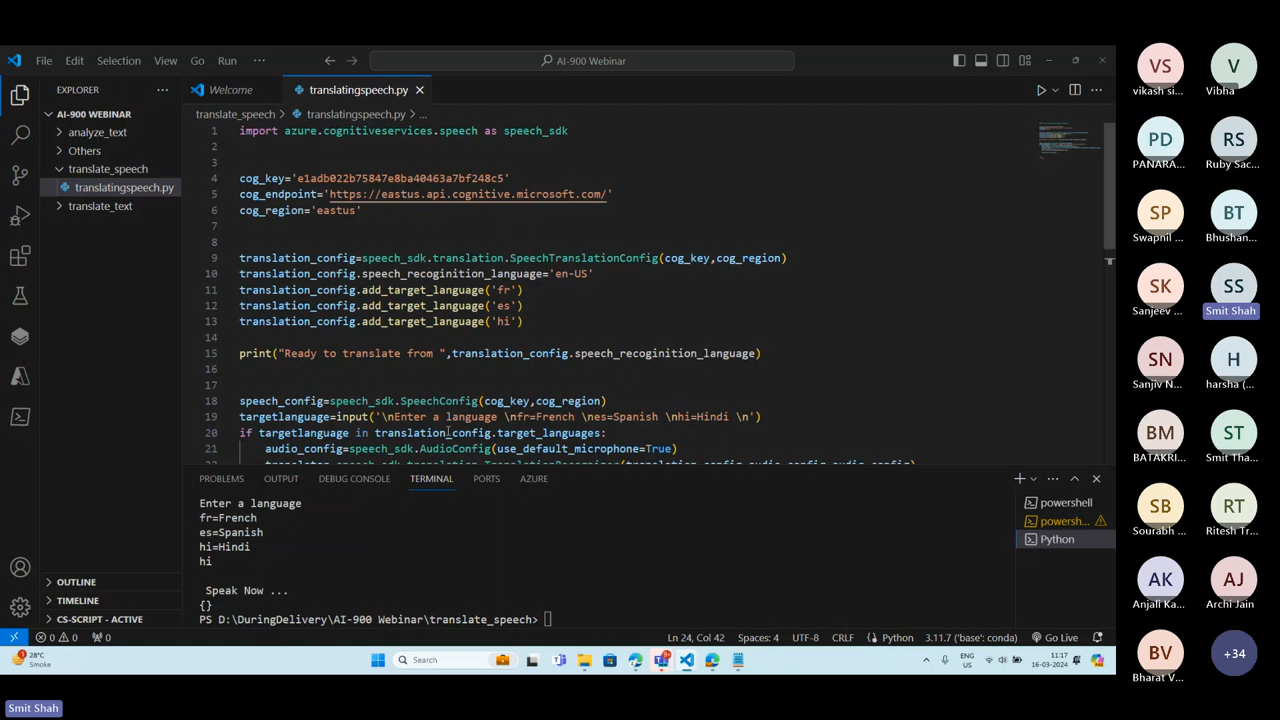 File Edit Selection View Go Run ···
AI-900 Webinar
EXPLORER
AI-900 WEBINAR
analyze_text
Others
translate_speech
translatingspeech.py
translate_text
OUTLINE
TIMELINE
CS-SCRIPT - ACTIVE
Welcome
translatingspeech.py
translate_speech > translatingspeech.py > ...
1 import azure.cognitiveservices.speech as speech_sdk
2
3
4 cog_key='e1adb022b75847e8ba40463a7bf248c5'
5 cog_endpoint='https://eastus.api.cognitive.microsoft.com/'
6 cog_region='eastus'
7
8
9 translation_config=speech_sdk.translation.SpeechTranslationConfig(cog_key,cog_region)
10 translation_config.speech_recoginition_language='en-US'
11 translation_config.add_target_language('fr')
12 translation_config.add_target_language('es')
13 translation_config.add_target_language('hi')
14
15 print("Ready to translate from ",translation_config.speech_recoginition_language)
16
17
18 speech_config=speech_sdk.SpeechConfig(cog_key,cog_region)
19 targetlanguage=input('\nEnter a language \nfr=French \nes=Spanish \nhi=Hindi \n')
20 if targetlanguage in translation_config.target_languages:
21 audio_config=speech_sdk.AudioConfig(use_default_microphone=True)
PROBLEMS OUTPUT DEBUG CONSOLE TERMINAL PORTS AZURE
Enter a language
fr=French
es=Spanish
hi=Hindi
hi
Speak Now ...
{}
PS D:\DuringDelivery\AI-900 Webinar\translate_speech>
powershell
powersh...
Python
0 0 0
Ln 24, Col 42 Spaces: 4 UTF-8 CRLF Python 3.11.7 ('base': conda) Go Live
28°C
Smoke
Search
ENG
US
11:17
16-03-2024
Smit Shah
VS
vikash si...
V
Vibha
PD
PANARA...
RS
Ruby Sac...
SP
Swapnil ...
BT
Bhushan...
SK
Sanjeev ...
SS
Smit Shah
SN
Sanjiv N...
H
harsha (...
BM
BATAKRI...
ST
Smit Tha...
SB
Sourabh ...
RT
Ritesh Tr...
AK
Anjali Ka...
AJ
Archi Jain
BV
Bharat V...
+34